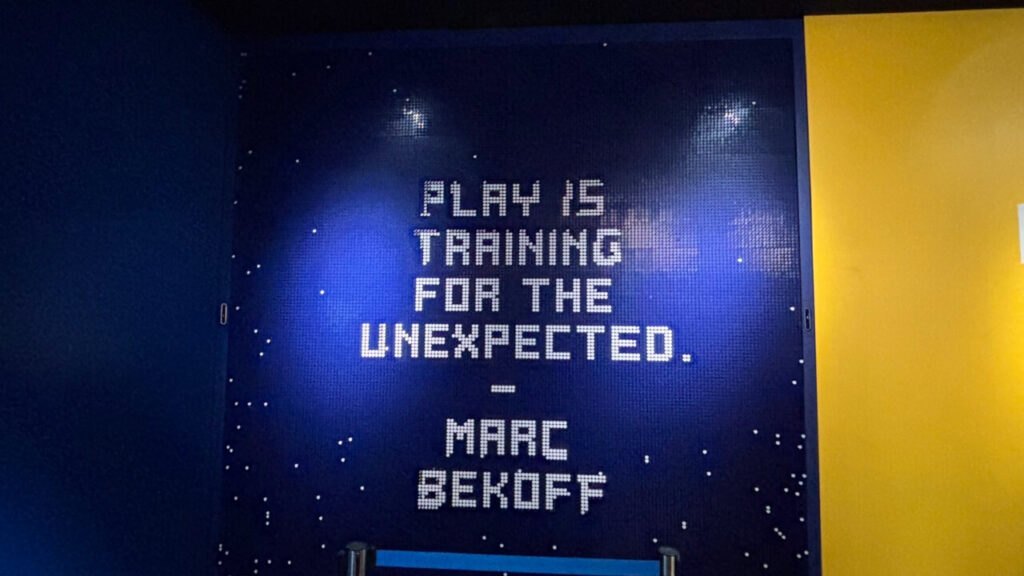 PLAY IS
TRAINING
FOR THE
UNEXPECTED.
–
MARC
BEKOFF